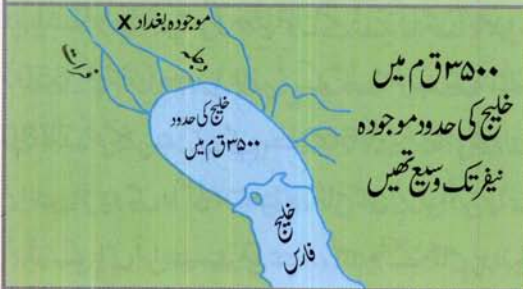 موجودہ بغداد X
دجلہ
فرات
۳۵۰۰ ق م میں
خلیج کی حدود موجودہ
نیفر تک وسیع تھیں
خلیج کی حدود
۳۵۰۰ ق م میں
خلیج
فارس